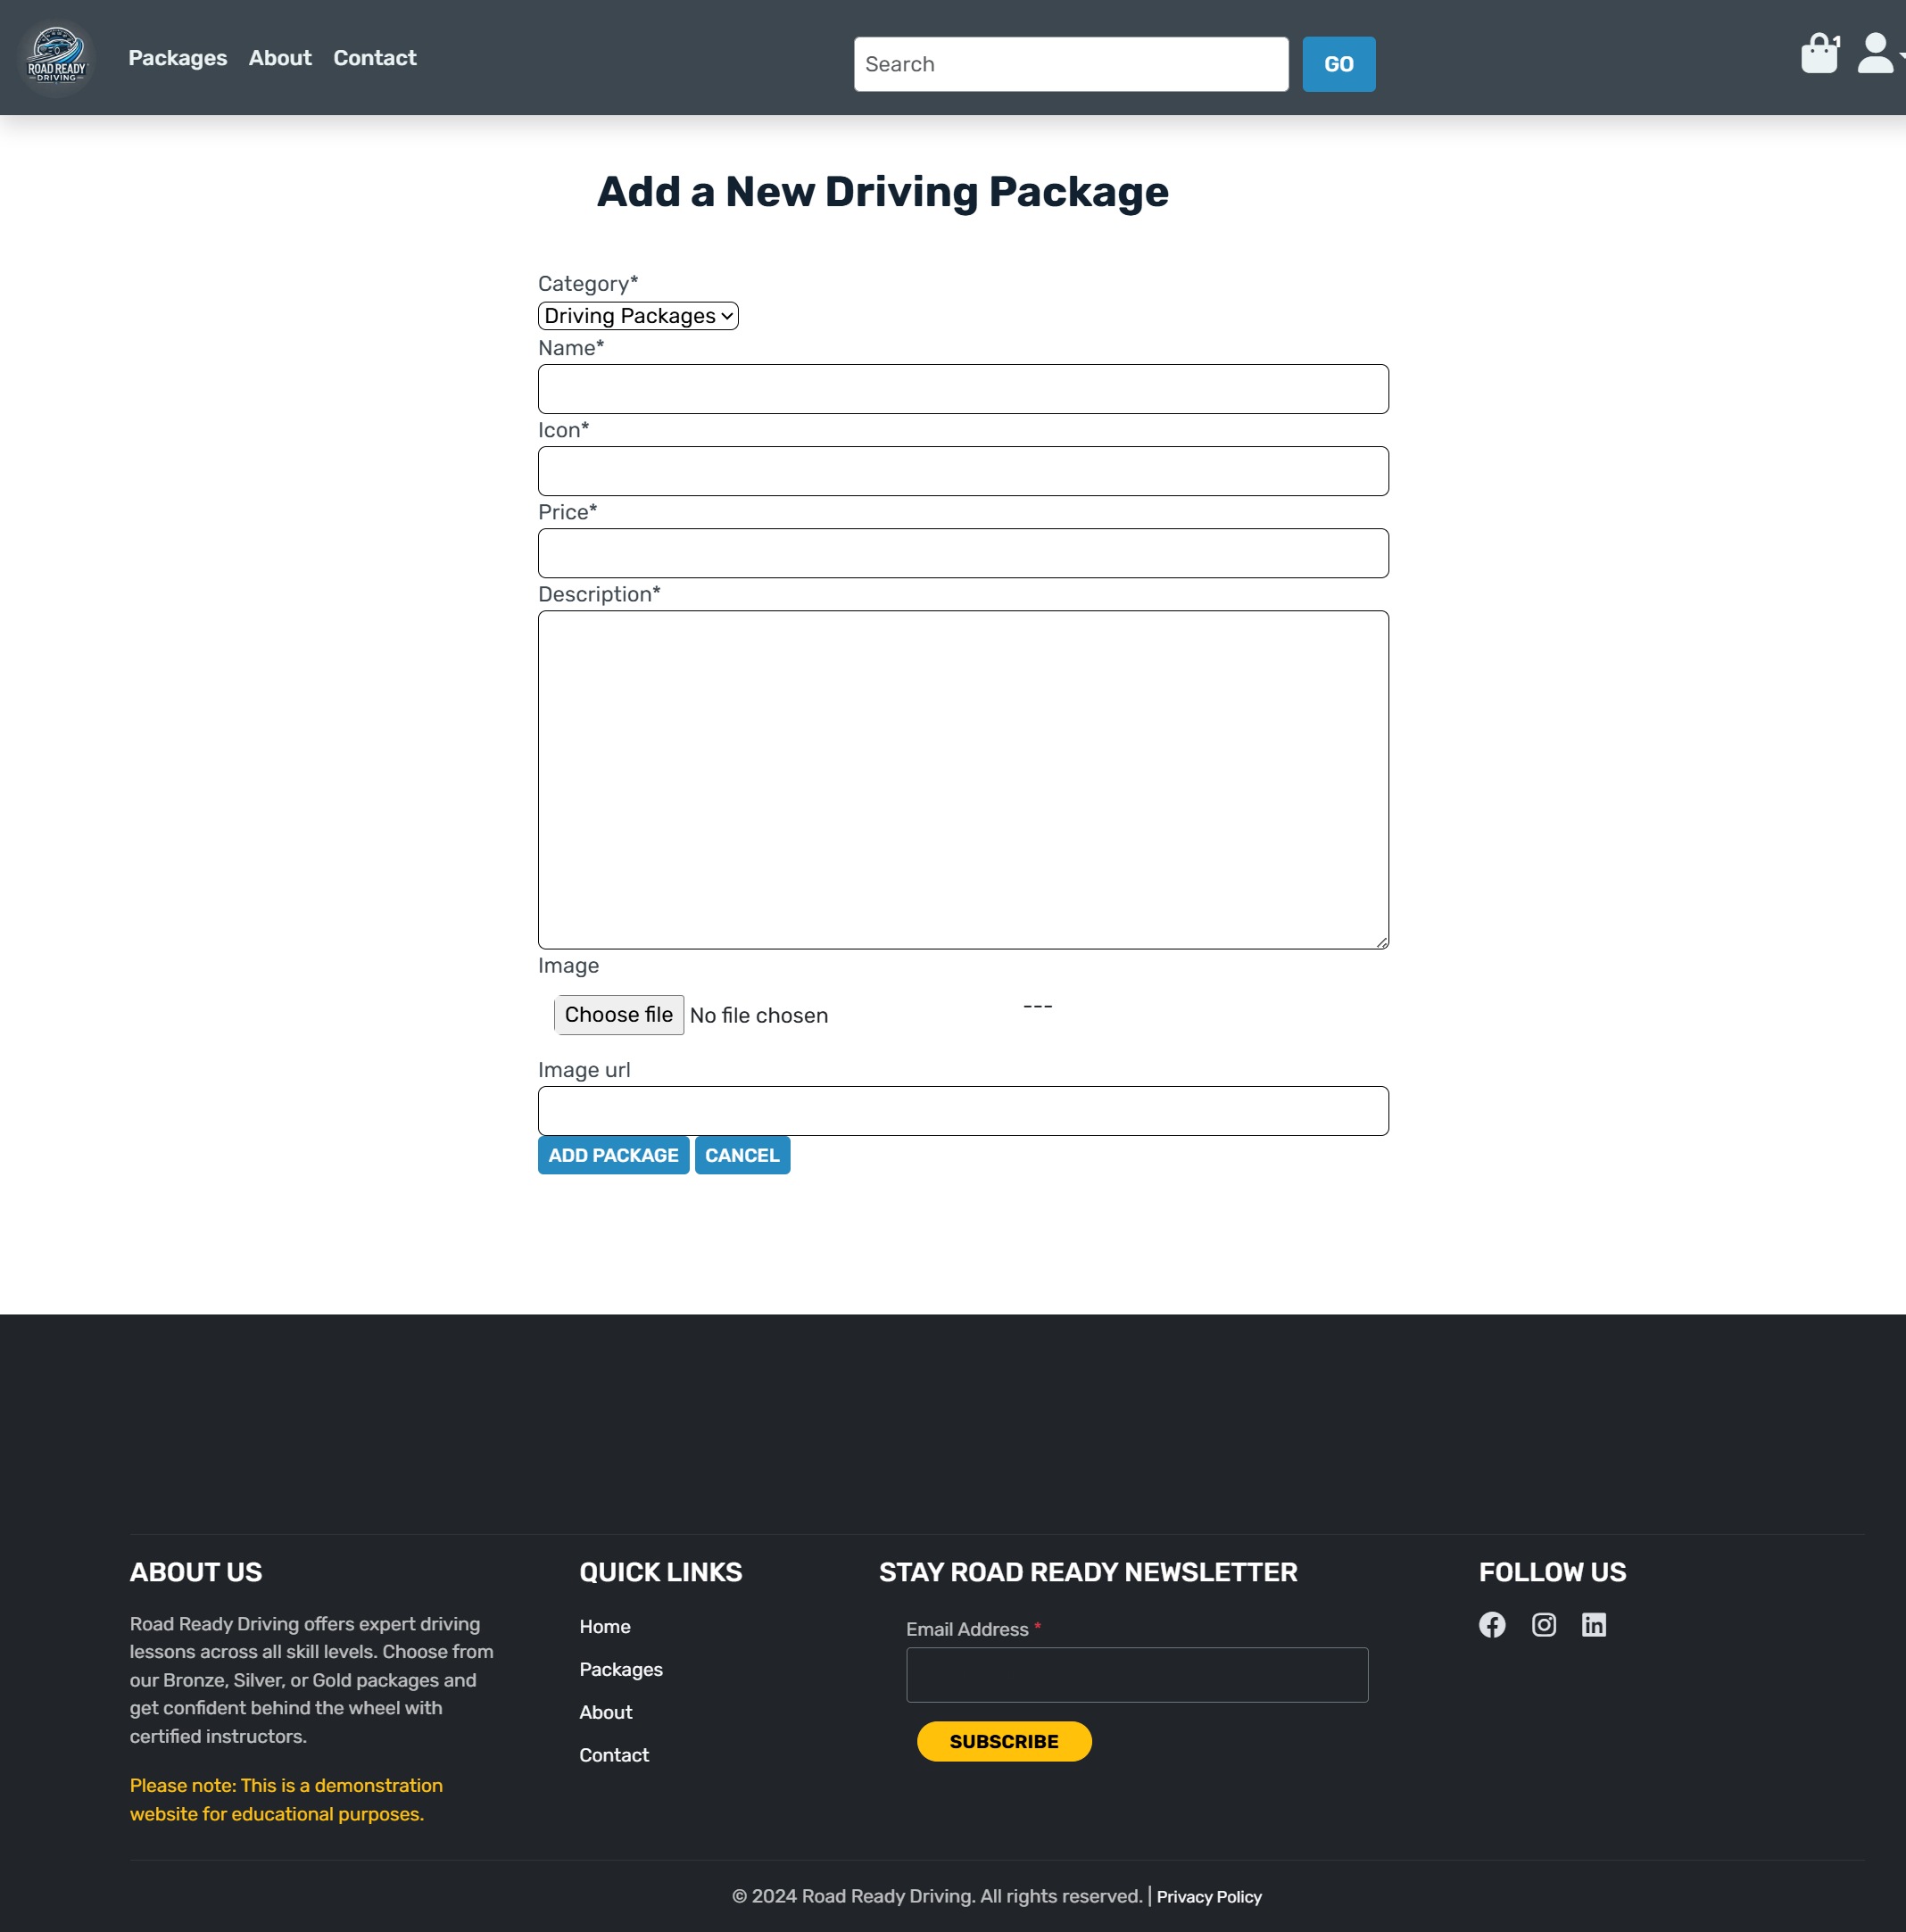 ROAD READY
DRIVING
Packages About Contact
Search
GO
1
Add a New Driving Package
Category*
Driving Packages
Name*
Icon*
Price*
Description*
Image
Choose file No file chosen
---
Image url
ADD PACKAGE CANCEL
ABOUT US
Road Ready Driving offers expert driving
lessons across all skill levels. Choose from
our Bronze, Silver, or Gold packages and
get confident behind the wheel with
certified instructors.
Please note: This is a demonstration
website for educational purposes.
QUICK LINKS
Home
Packages
About
Contact
STAY ROAD READY NEWSLETTER
Email Address *
SUBSCRIBE
FOLLOW US
© 2024 Road Ready Driving. All rights reserved. | Privacy Policy